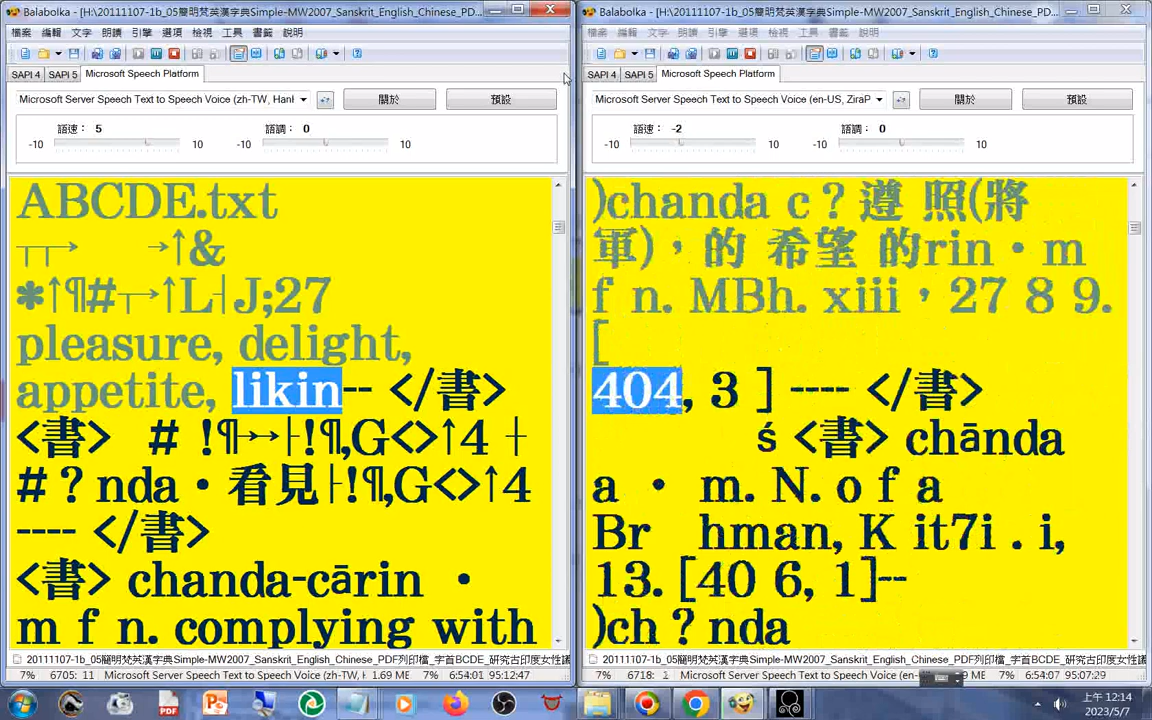 Balabolka - [H:\20111107-1b_05簡明梵英漢字典Simple-MW2007_Sanskrit_English_Chinese_PD...
檔案 編輯 文字 朗讀 引擎 選項 檢視 工具 書籤 說明
SAPI 4 SAPI 5 Microsoft Speech Platform
Microsoft Server Speech Text to Speech Voice (zh-TW, HanH
關於 預設
語速： 5 語調： 0
-10 10 -10 10
ABCDE.txt
┬┬→ →↑&
*↑¶#┬→↑L┤J;27
pleasure, delight,
appetite, likin-- </書>
<書> # !¶→→├!¶,G<>↑4 ┼
# ? nda‧看見├!¶,G<>↑4
---- </書>
<書> chanda-cārin ‧
m f n. complying with
20111107-1b_05簡明梵英漢字典Simple-MW2007_Sanskrit_English_Chinese_PDF列印檔_字首BCDE_研究古印度女性議
7% 6705: 11 Microsoft Server Speech Text to Speech Voice (zh-TW, I 1.69 ME 7% 6:54:01 95:12:47
Balabolka - [H:\20111107-1b_05簡明梵英漢字典Simple-MW2007_Sanskrit_English_Chinese_PD...
檔案 編輯 文字 朗讀 引擎 選項 檢視 工具 書籤 說明
SAPI 4 SAPI 5 Microsoft Speech Platform
Microsoft Server Speech Text to Speech Voice (en-US, ZiraP
關於 預設
語速： -2 語調： 0
-10 10 -10 10
)chanda c ? 遵 照(將
軍)，的 希望 的rin‧m
f n. MBh. xiii，27 8 9.
[
404, 3 ] ---- </書>
ś <書> chānda
a ‧ m. N. o f a
Br hman, K it7i . i,
13. [40 6, 1]--
)ch ? nda
20111107-1b_05簡明梵英漢字典Simple-MW2007_Sanskrit_English_Chinese_PDF列印檔_字首BCDE_研究古印度女性議
7% 6718: Microsoft Server Speech Text to Speech Voice (en-US, 9 ME 7% 6:54:07 95:07:29
上午 12:14
2023/5/7